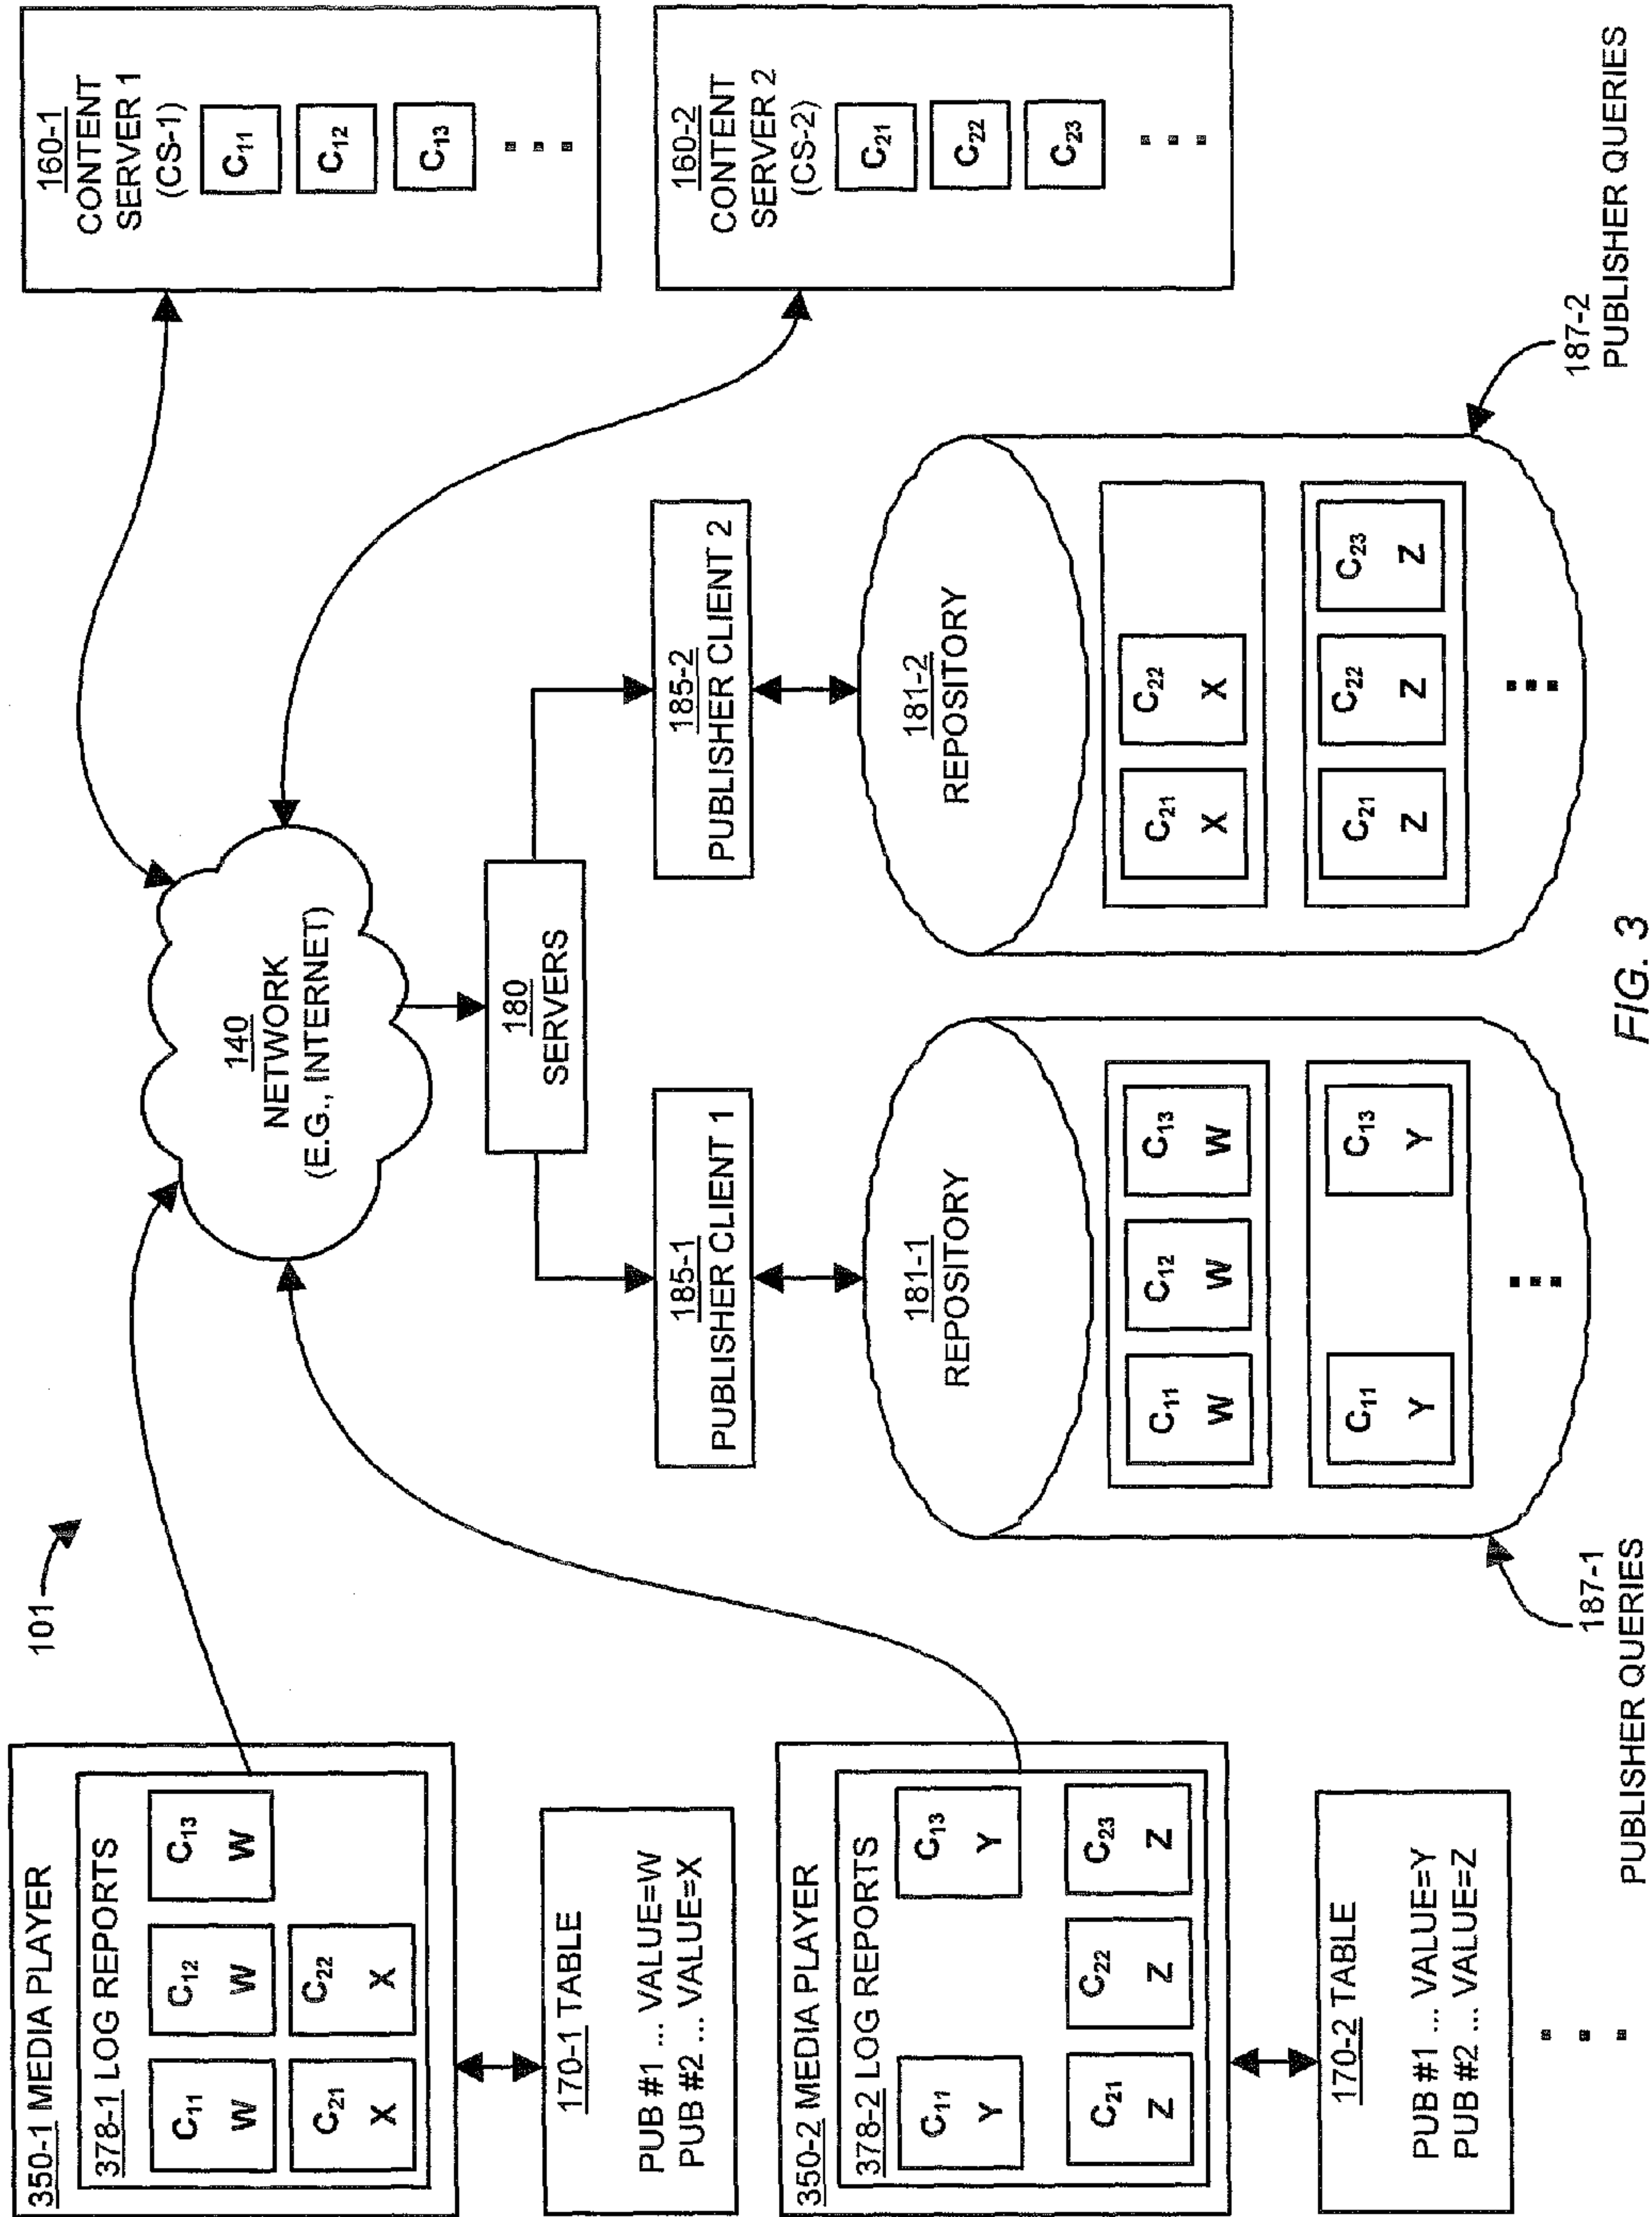 101
350-1 MEDIA PLAYER
378-1 LOG REPORTS
C11 W
C12 W
C13 W
C21 X
C22 X
170-1 TABLE
PUB #1 ... VALUE=W
PUB #2 ... VALUE=X
350-2 MEDIA PLAYER
378-2 LOG REPORTS
C11 Y
C13 Y
C21 Z
C22 Z
C23 Z
170-2 TABLE
PUB #1 ... VALUE=Y
PUB #2 ... VALUE=Z
140
NETWORK
(E.G., INTERNET)
180
SERVERS
185-1
PUBLISHER CLIENT 1
181-1
REPOSITORY
C11 W
C12 W
C13 W
C11 Y
C13 Y
187-1
PUBLISHER QUERIES
185-2
PUBLISHER CLIENT 2
181-2
REPOSITORY
C21 X
C22 X
C21 Z
C22 Z
C23 Z
187-2
PUBLISHER QUERIES
160-1
CONTENT
SERVER 1
(CS-1)
C11
C12
C13
160-2
CONTENT
SERVER 2
(CS-2)
C21
C22
C23
FIG. 3